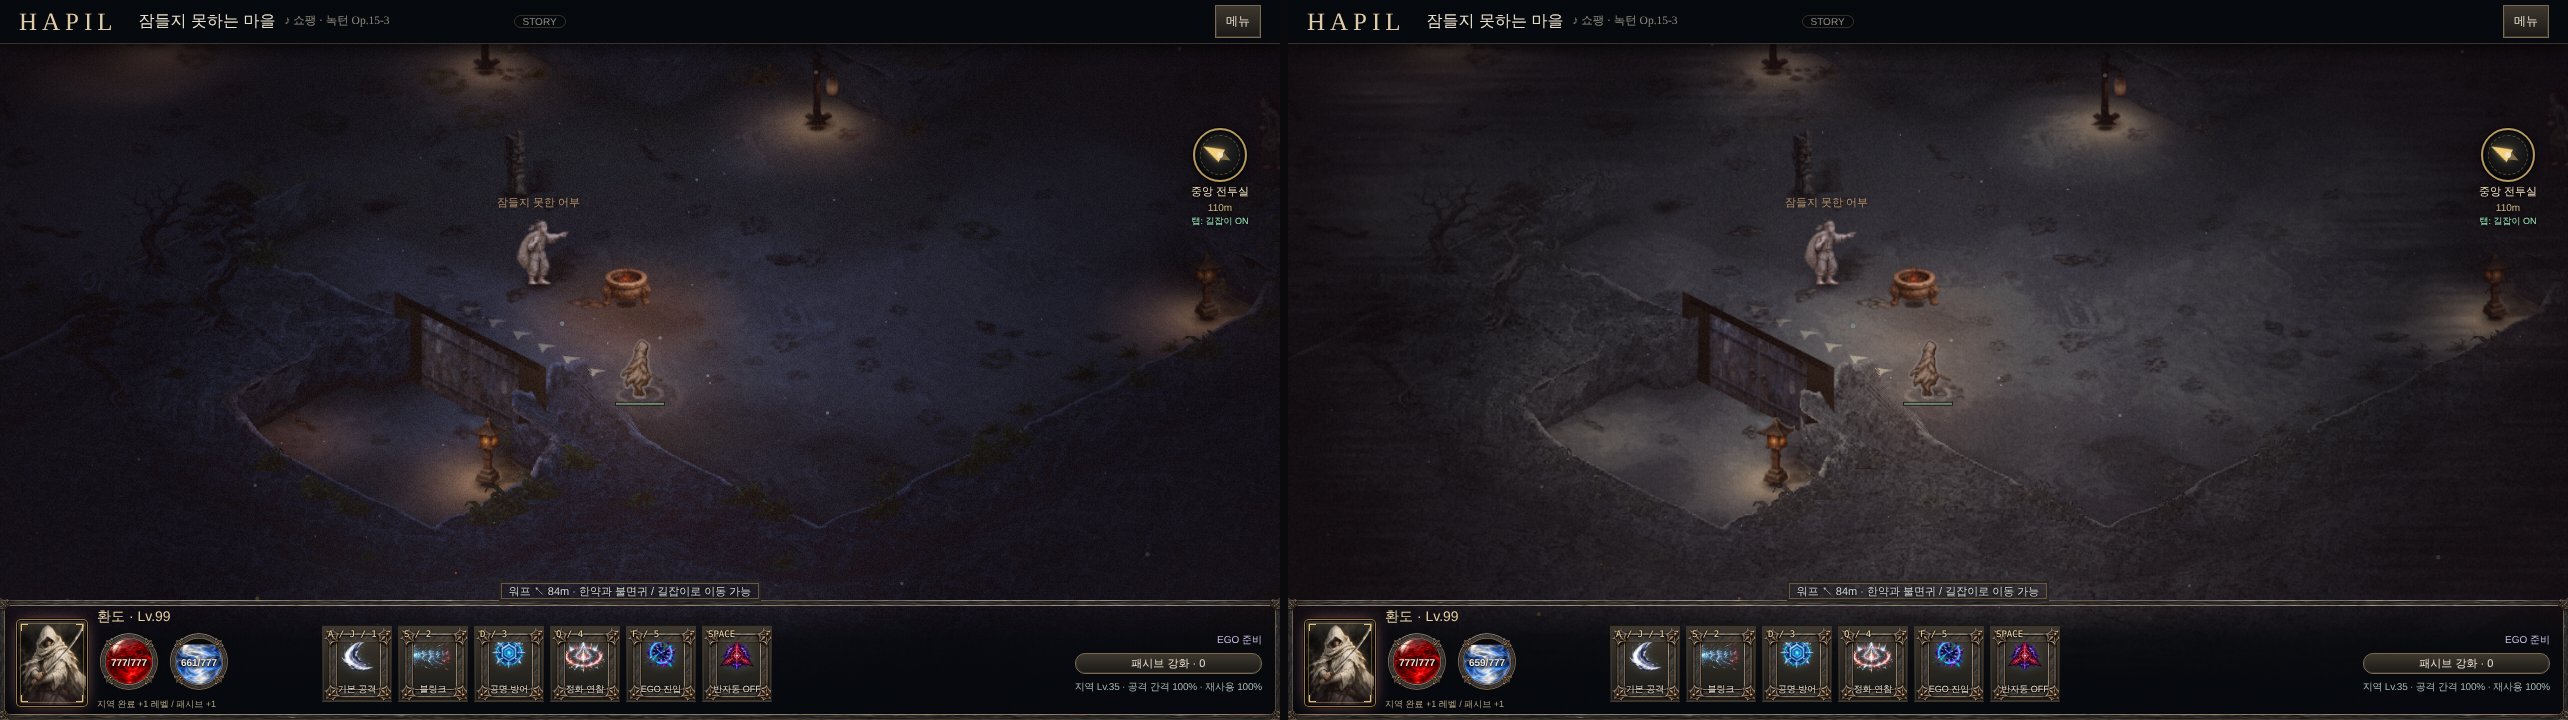 HAPIL 잠들지 못하는 마을 ♪ 쇼팽 · 녹턴 Op.15-3 STORY 메뉴
중앙 전투실
110m
탭: 길잡이 ON
잠들지 못한 어부
워프 ↖ 84m · 한약과 불면귀 / 길잡이로 이동 가능
환도 · Lv.99
777/777 661/777
지역 완료 +1 레벨 / 패시브 +1
A / J / 1 S / 2 D / 3 Q / 4 F / 5 SPACE
기본 공격 블링크 공명 방어 정화 연참 EGO 진입 반자동 OFF
EGO 준비
패시브 강화 · 0
지역 Lv.35 · 공격 간격 100% · 재사용 100%
HAPIL 잠들지 못하는 마을 ♪ 쇼팽 · 녹턴 Op.15-3 STORY 메뉴
중앙 전투실
110m
탭: 길잡이 ON
잠들지 못한 어부
워프 ↖ 84m · 한약과 불면귀 / 길잡이로 이동 가능
환도 · Lv.99
777/777 659/777
지역 완료 +1 레벨 / 패시브 +1
A / J / 1 S / 2 D / 3 Q / 4 F / 5 SPACE
기본 공격 블링크 공명 방어 정화 연참 EGO 진입 반자동 OFF
EGO 준비
패시브 강화 · 0
지역 Lv.35 · 공격 간격 100% · 재사용 100%